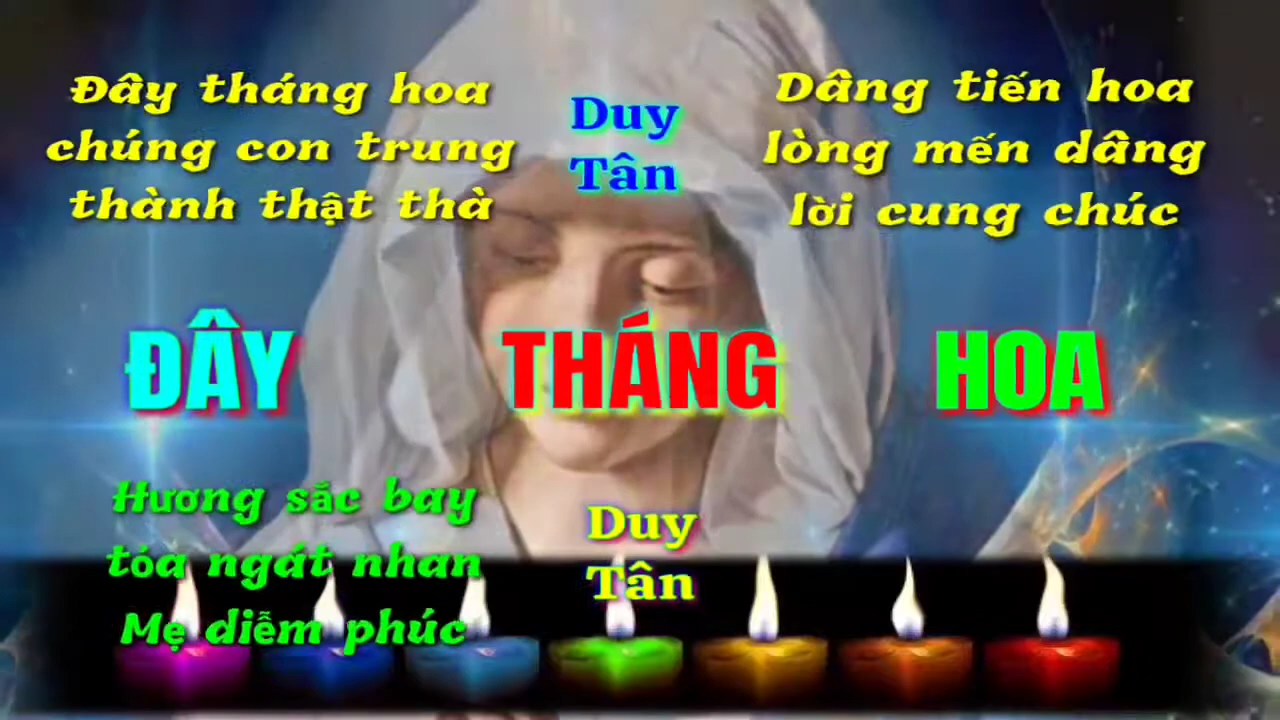 Đây tháng hoa
chúng con trung
thành thật thà
Duy
Tân
Dâng tiến hoa
lòng mến dâng
lời cung chúc
ĐÂY THÁNG HOA
Hương sắc bay
tỏa ngát nhan
Mẹ diễm phúc
Duy
Tân